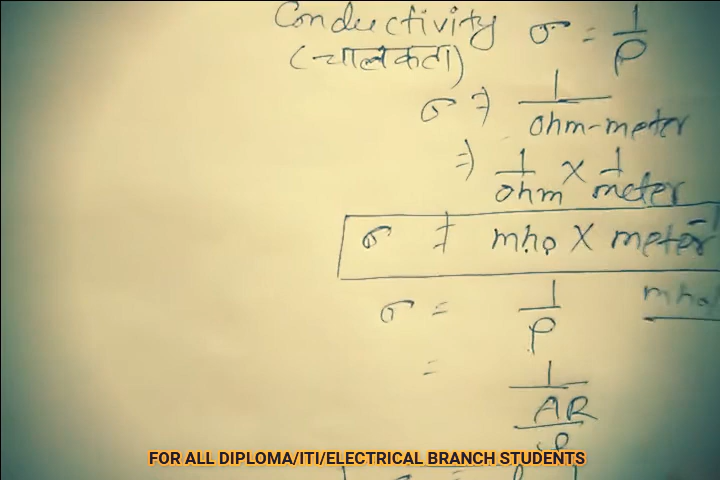 Conductivity σ = 1/ρ
(चालकता)
σ ⇒ 1/ohm-meter
⇒ 1/ohm X 1/meter
σ ⇒ mho X meter⁻¹
σ = 1/ρ
mho/
= 1/(AR/l)
FOR ALL DIPLOMA/ITI/ELECTRICAL BRANCH STUDENTS